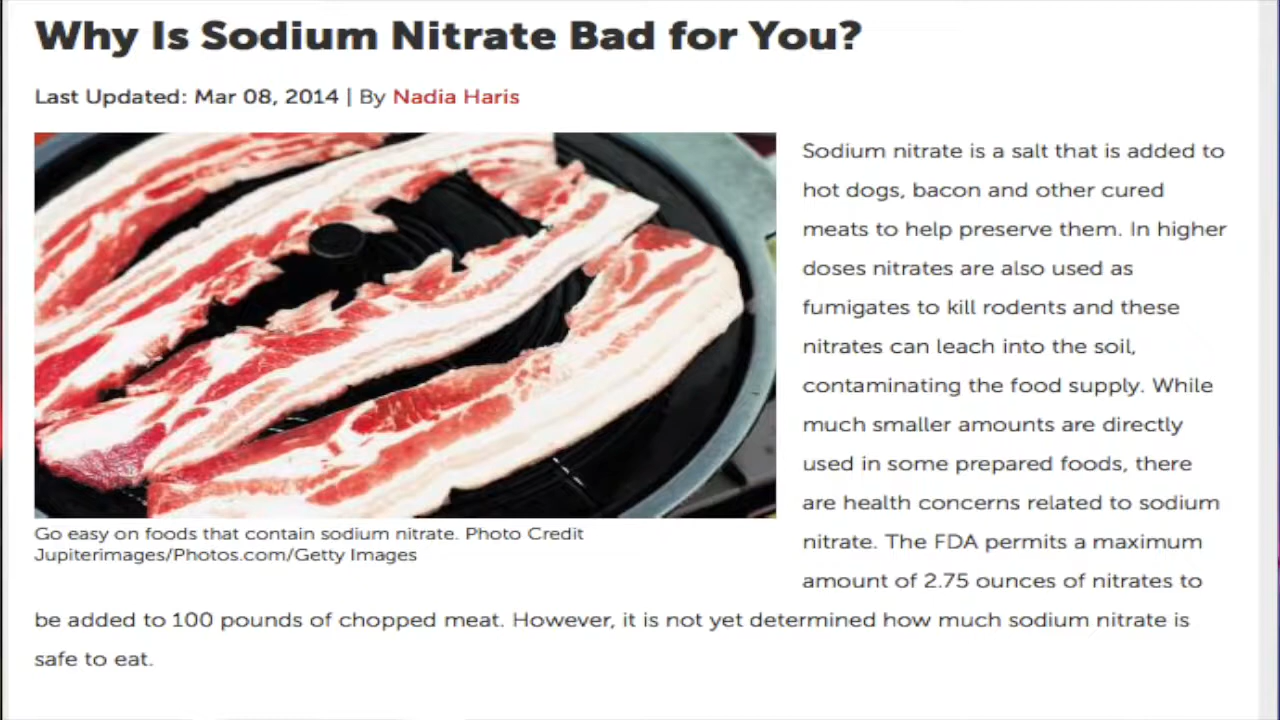 Why Is Sodium Nitrate Bad for You?
Last Updated: Mar 08, 2014 | By Nadia Haris
Sodium nitrate is a salt that is added to
hot dogs, bacon and other cured
meats to help preserve them. In higher
doses nitrates are also used as
fumigates to kill rodents and these
nitrates can leach into the soil,
contaminating the food supply. While
much smaller amounts are directly
used in some prepared foods, there
are health concerns related to sodium
nitrate. The FDA permits a maximum
amount of 2.75 ounces of nitrates to
be added to 100 pounds of chopped meat. However, it is not yet determined how much sodium nitrate is
safe to eat.
Go easy on foods that contain sodium nitrate. Photo Credit
Jupiterimages/Photos.com/Getty Images